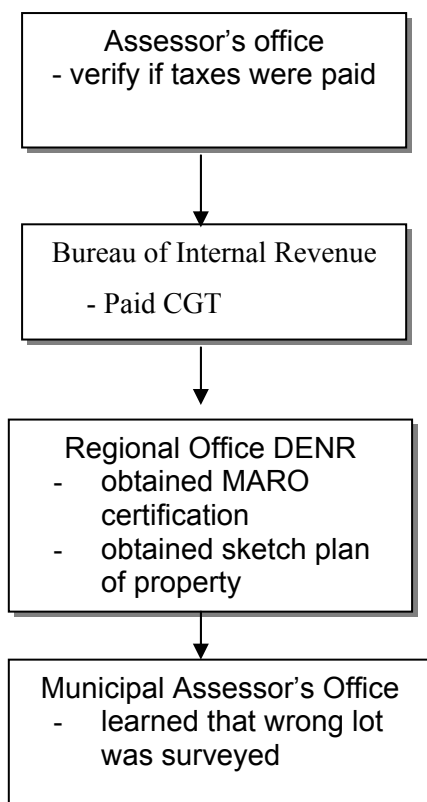 Assessor’s office
- verify if taxes were paid
Bureau of Internal Revenue
- Paid CGT
Regional Office DENR
- obtained MARO
certification
- obtained sketch plan
of property
Municipal Assessor’s Office
- learned that wrong lot
was surveyed